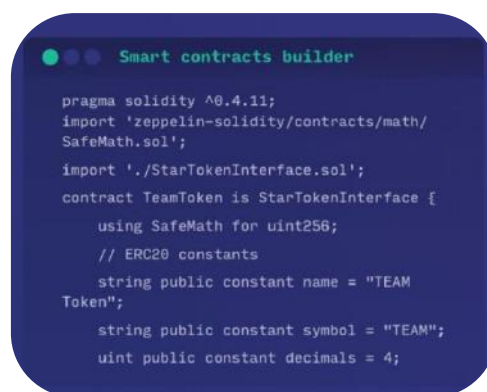 Smart contracts builder
pragma solidity ^0.4.11;
import 'zeppelin-solidity/contracts/math/
SafeMath.sol';
import './StarTokenInterface.sol';
contract TeamToken is StarTokenInterface {
using SafeMath for uint256;
// ERC20 constants
string public constant name = "TEAM
Token";
string public constant symbol = "TEAM";
uint public constant decimals = 4;